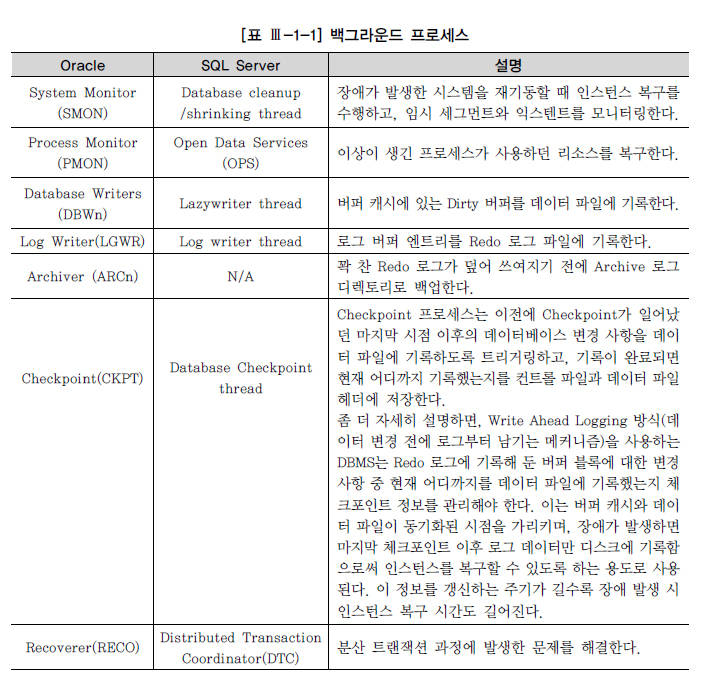 [표 Ⅲ-1-1] 백그라운드 프로세스
Oracle
SQL Server
설명
System Monitor
(SMON)
Database cleanup
/shrinking thread
장애가 발생한 시스템을 재기동할 때 인스턴스 복구를
수행하고, 임시 세그먼트와 익스텐트를 모니터링한다.
Process Monitor
(PMON)
Open Data Services
(OPS)
이상이 생긴 프로세스가 사용하던 리소스를 복구한다.
Database Writers
(DBWn)
Lazywriter thread
버퍼 캐시에 있는 Dirty 버퍼를 데이터 파일에 기록한다.
Log Writer(LGWR)
Log writer thread
로그 버퍼 엔트리를 Redo 로그 파일에 기록한다.
Archiver (ARCn)
N/A
꽉 찬 Redo 로그가 덮어 쓰여지기 전에 Archive 로그
디렉토리로 백업한다.
Checkpoint(CKPT)
Database Checkpoint
thread
Checkpoint 프로세스는 이전에 Checkpoint가 일어났
던 마지막 시점 이후의 데이터베이스 변경 사항을 데이
터 파일에 기록하도록 트리거링하고, 기록이 완료되면
현재 어디까지 기록했는지를 컨트롤 파일과 데이터 파일
헤더에 저장한다.
좀 더 자세히 설명하면, Write Ahead Logging 방식(데
이터 변경 전에 로그부터 남기는 메커니즘)을 사용하는
DBMS는 Redo 로그에 기록해 둔 버퍼 블록에 대한 변경
사항 중 현재 어디까지를 데이터 파일에 기록했는지 체
크포인트 정보를 관리해야 한다. 이는 버퍼 캐시와 데이
터 파일이 동기화된 시점을 가리키며, 장애가 발생하면
마지막 체크포인트 이후 로그 데이터만 디스크에 기록함
으로써 인스턴스를 복구할 수 있도록 하는 용도로 사용
된다. 이 정보를 갱신하는 주기가 길수록 장애 발생 시
인스턴스 복구 시간도 길어진다.
Recoverer(RECO)
Distributed Transaction
Coordinator(DTC)
분산 트랜잭션 과정에 발생한 문제를 해결한다.